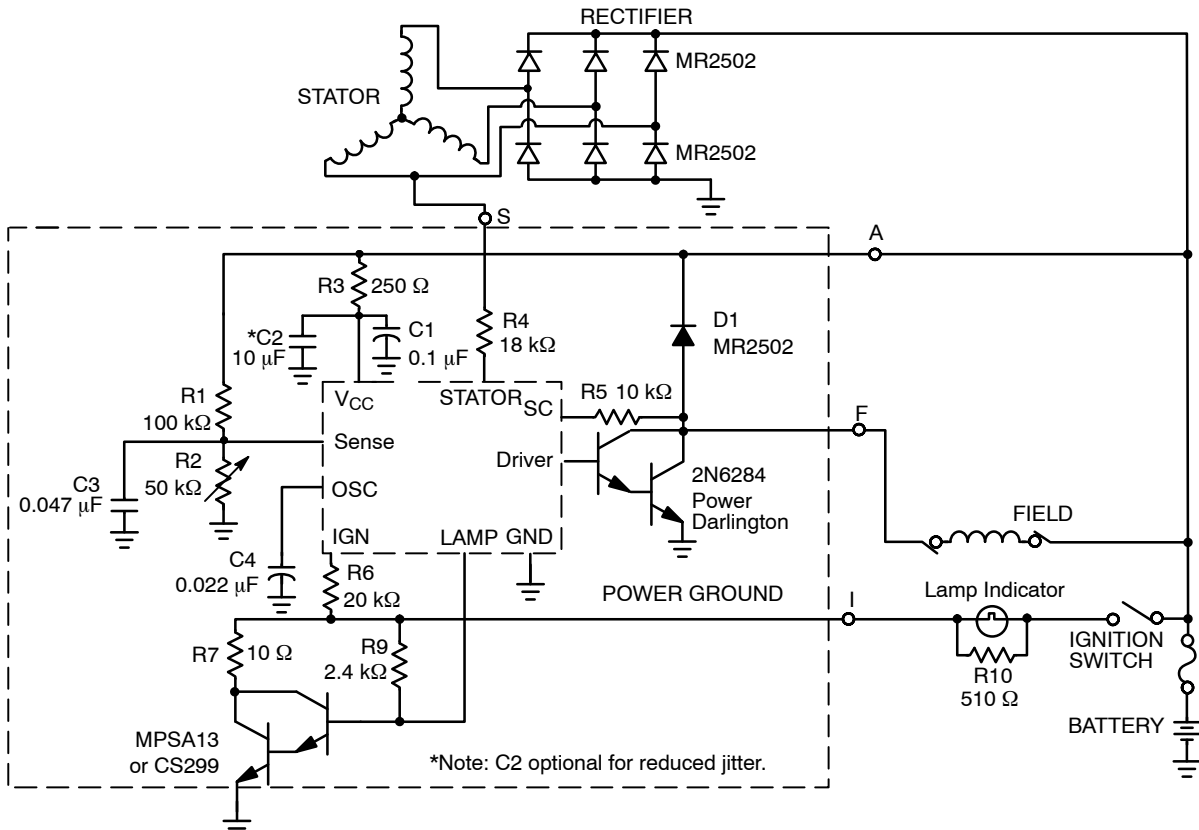 RECTIFIER
MR2502
STATOR
MR2502
S
A
R3
250 Ω
*C2
10 μF
C1
0.1 μF
R4
18 kΩ
D1
MR2502
R1
100 kΩ
VCC
STATOR
SC
R5 10 kΩ
F
Sense
R2
50 kΩ
Driver
C3
0.047 μF
OSC
2N6284
Power
Darlington
FIELD
IGN
LAMP
GND
C4
0.022 μF
R6
20 kΩ
POWER GROUND
I
Lamp Indicator
R7
10 Ω
R9
2.4 kΩ
R10
510 Ω
IGNITION
SWITCH
BATTERY
MPSA13
or CS299
*Note: C2 optional for reduced jitter.